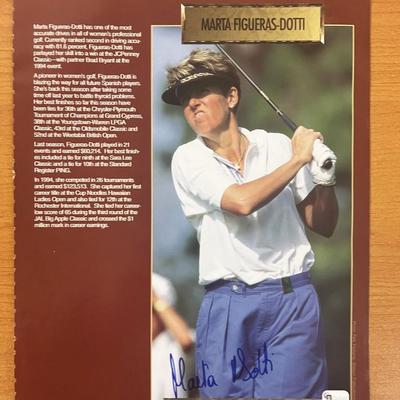 Marta Figueras-Dotti has one of the most
accurate drives in all of women's professional
golf. Currently ranked second in driving accu-
racy with 81.6 percent, Figueras-Dotti has
parlayed her skill into a win at the JCPenney
Classic—with partner Brad Bryant at the
1994 event.
A pioneer in women's golf, Figueras-Dotti is
blazing the way for all future Spanish players.
She's back this season after taking some
time off last year to battle thyroid problems.
Her best finishes so far this season have
been ties for 36th at the Chrysler-Plymouth
Tournament of Champions at Grand Cypress,
38th at the Youngstown-Warren LPGA
Classic, 43rd at the Oldsmobile Classic and
52nd at the Weetabix British Open.
Last season, Figueras-Dotti played in 21
events and earned $60,214. Her best finish-
es included a tie for ninth at the Sara Lee
Classic and a tie for 10th at the Standard
Register PING.
In 1994, she competed in 26 tournaments
and earned $123,513. She captured her first
career title at the Cup Noodles Hawaiian
Ladies Open and also tied for 12th at the
Rochester International. She tied her career-
low score of 65 during the third round of the
JAL Big Apple Classic and crossed the $1
million mark in career earnings.
MARTA FIGUERAS-DOTTI
Marta Dotti